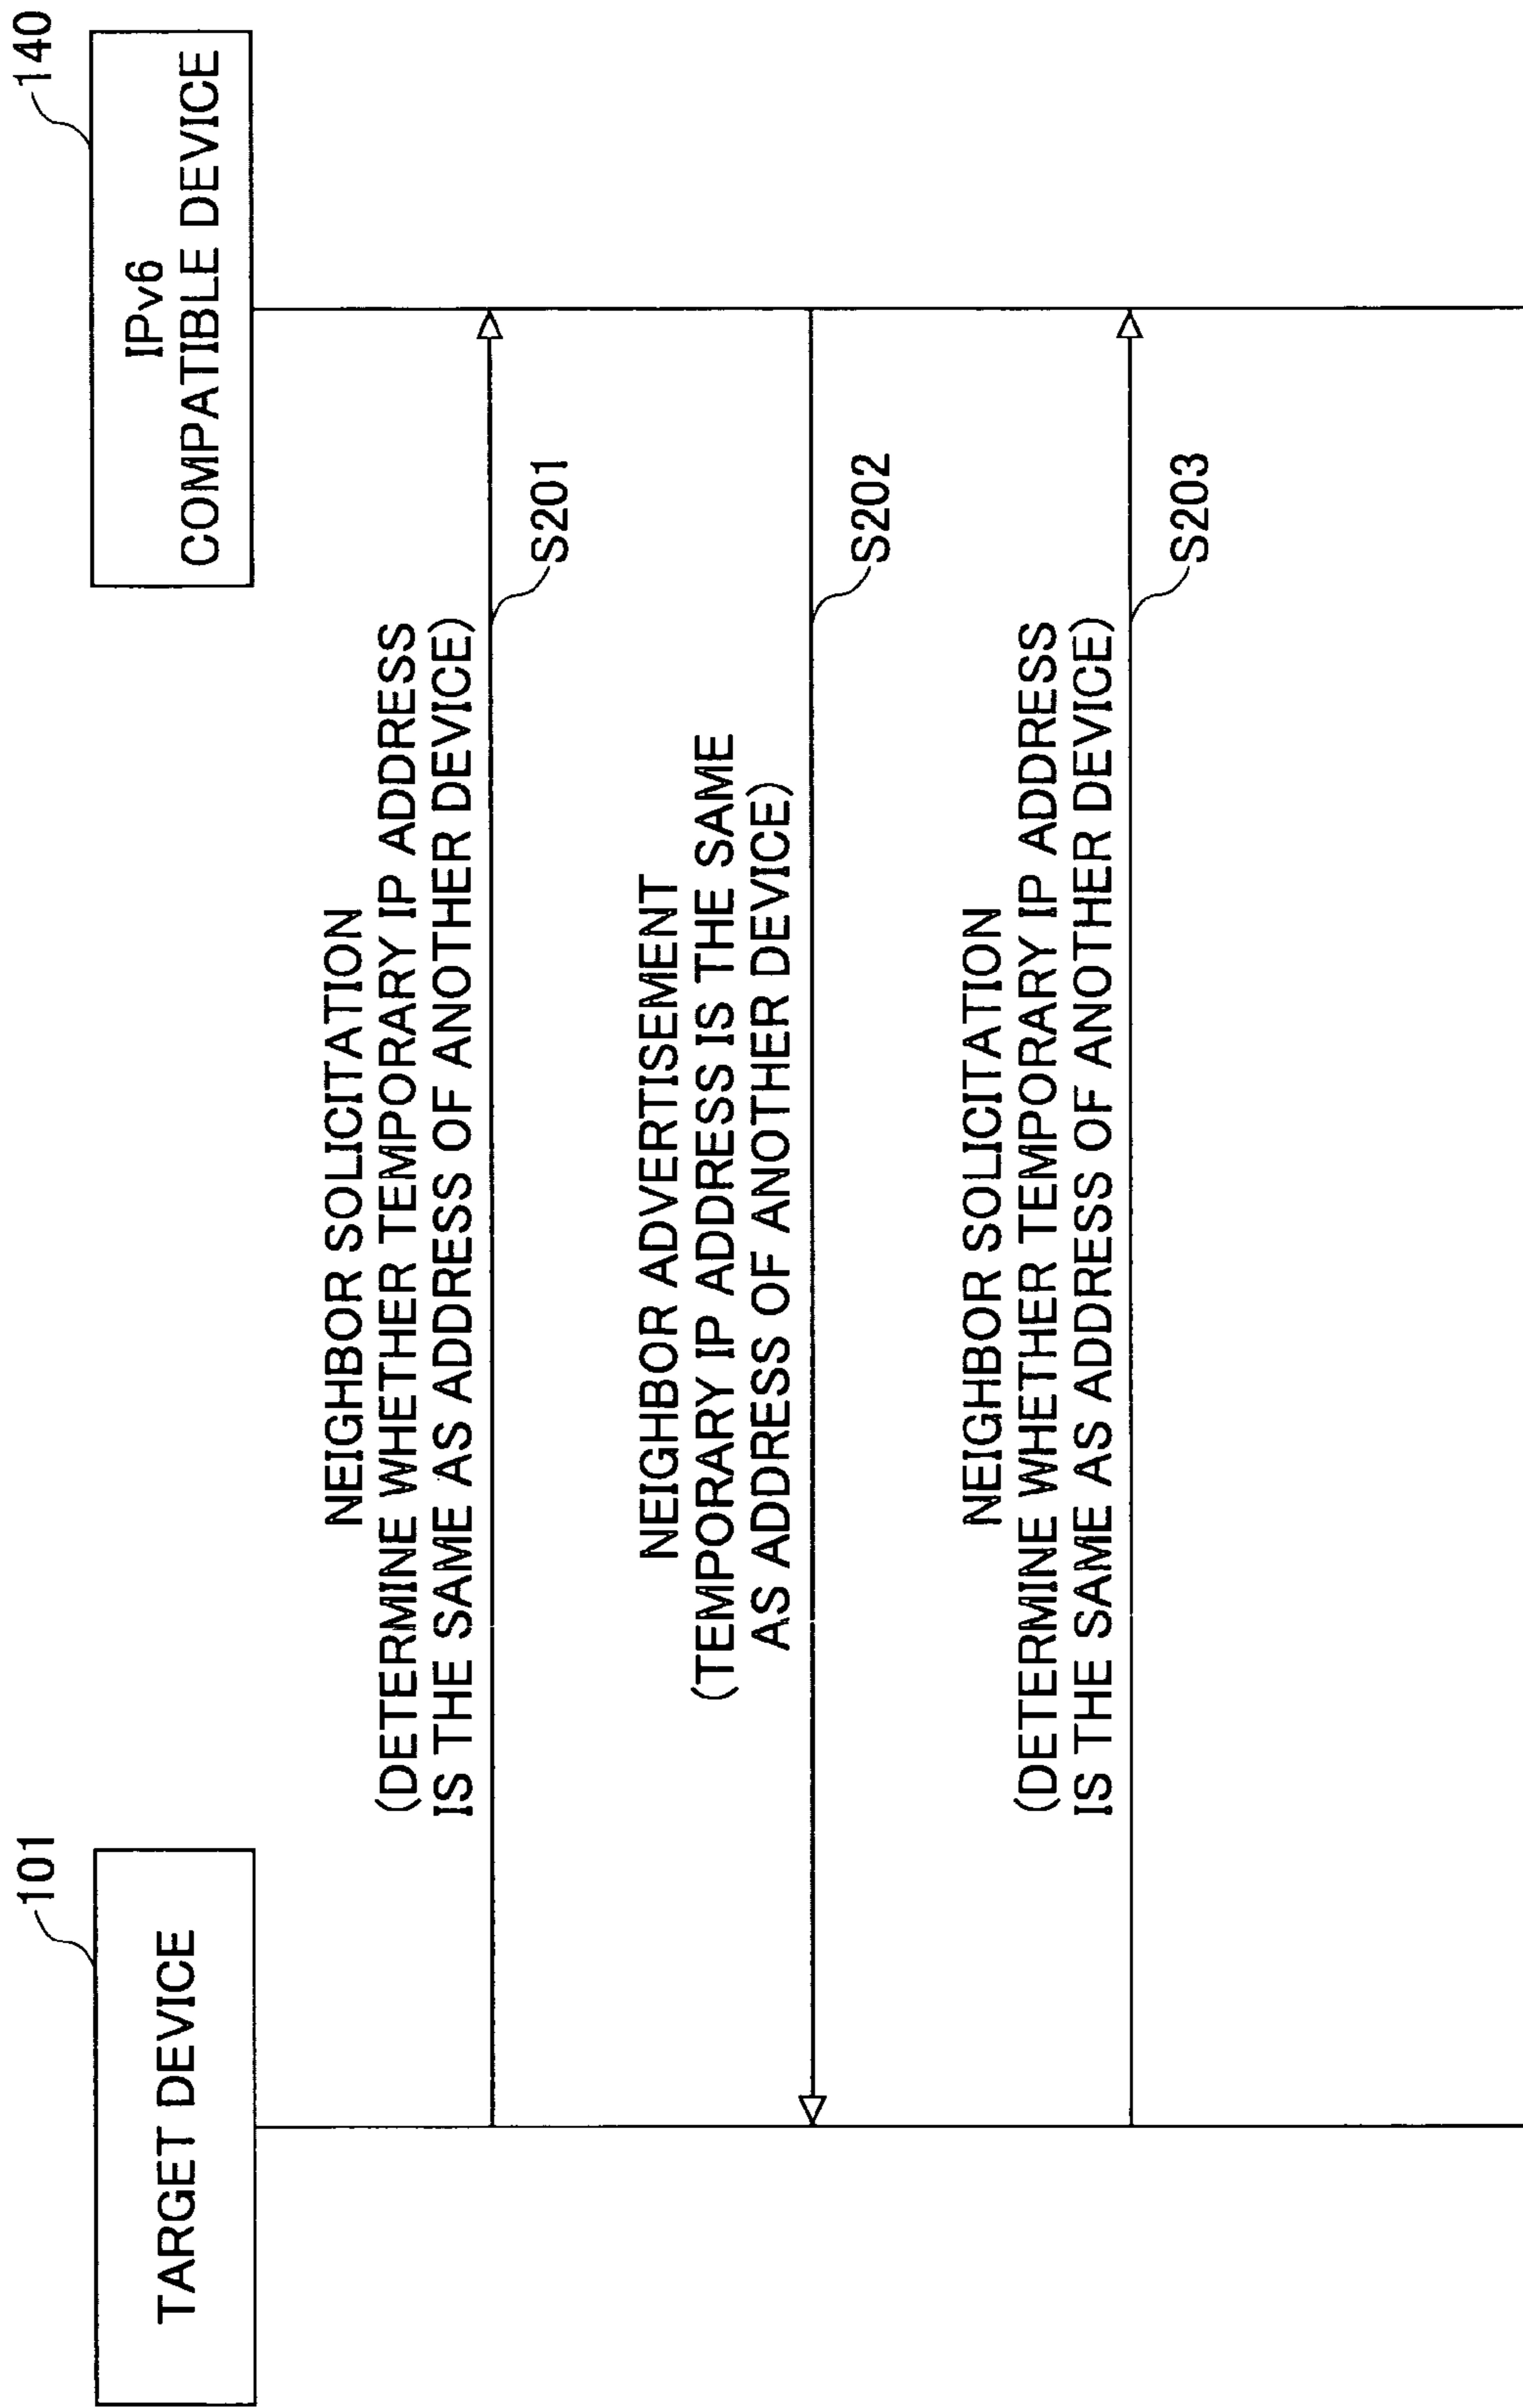 101
TARGET DEVICE
140
IPv6
COMPATIBLE DEVICE
NEIGHBOR SOLICITATION
(DETERMINE WHETHER TEMPORARY IP ADDRESS
IS THE SAME AS ADDRESS OF ANOTHER DEVICE)
S201
NEIGHBOR ADVERTISEMENT
(TEMPORARY IP ADDRESS IS THE SAME
AS ADDRESS OF ANOTHER DEVICE)
S202
NEIGHBOR SOLICITATION
(DETERMINE WHETHER TEMPORARY IP ADDRESS
IS THE SAME AS ADDRESS OF ANOTHER DEVICE)
S203